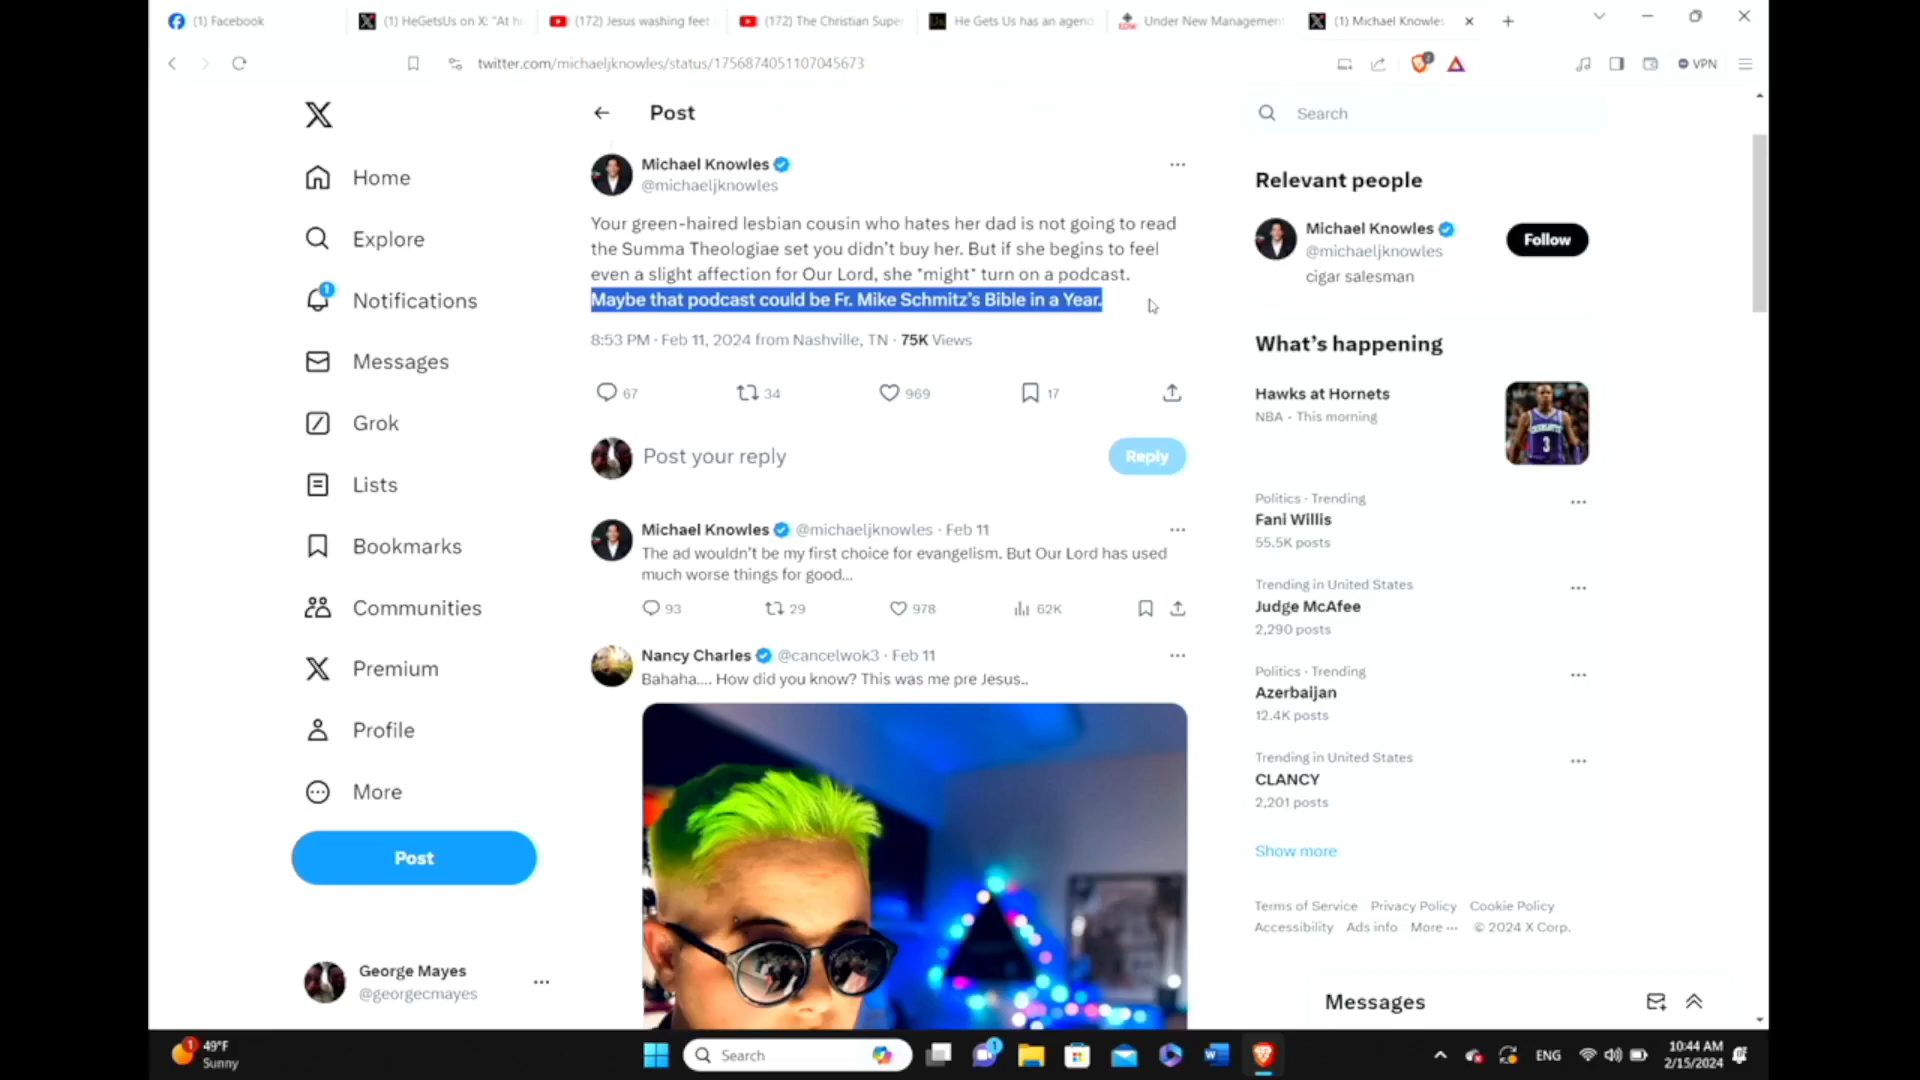 (1) Facebook
(1) HeGetsUs on X: "At hi
(172) Jesus washing feet
(172) The Christian Super
He Gets Us has an agend
Under New Management
(1) Michael Knowles
twitter.com/michaeljknowles/status/1756874051107045673
2
VPN
Home
Explore
1
Notifications
Messages
Grok
Lists
Bookmarks
Communities
Premium
Profile
More
Post
George Mayes
@georgecmayes
Post
Michael Knowles
@michaeljknowles
Your green-haired lesbian cousin who hates her dad is not going to read
the Summa Theologiae set you didn't buy her. But if she begins to feel
even a slight affection for Our Lord, she *might* turn on a podcast.
Maybe that podcast could be Fr. Mike Schmitz's Bible in a Year.
8:53 PM · Feb 11, 2024 from Nashville, TN · 75K Views
67 34 969 17
Post your reply
Reply
Michael Knowles @michaeljknowles · Feb 11
The ad wouldn't be my first choice for evangelism. But Our Lord has used
much worse things for good...
93 29 978 62K
Nancy Charles @cancelwok3 · Feb 11
Bahaha.... How did you know? This was me pre Jesus..
Search
Relevant people
Michael Knowles
@michaeljknowles
cigar salesman
Follow
What's happening
Hawks at Hornets
NBA · This morning
CHARLOTTE
3
Politics · Trending
Fani Willis
55.5K posts
Trending in United States
Judge McAfee
2,290 posts
Politics · Trending
Azerbaijan
12.4K posts
Trending in United States
CLANCY
2,201 posts
Show more
Terms of Service Privacy Policy Cookie Policy
Accessibility Ads info More ··· © 2024 X Corp.
Messages
1
49°F
Sunny
Search
1
ENG
10:44 AM
2/15/2024